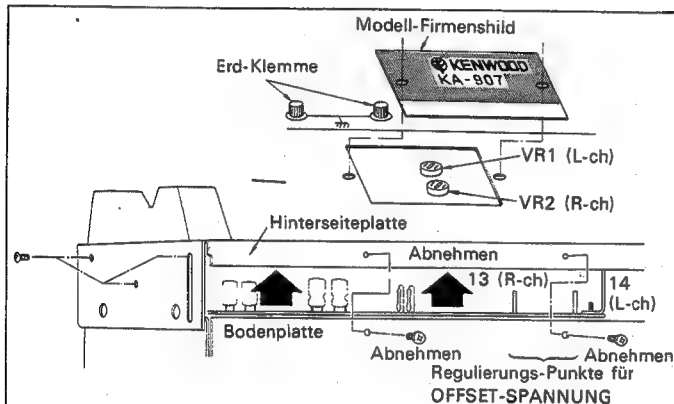 Modell-Firmenshild
Erd-Klemme
KENWOOD
KA-907
VR1 (L-ch)
VR2 (R-ch)
Hinterseiteplatte
Abnehmen
13 (R-ch)
14
(L-ch)
Bodenplatte
Abnehmen
Abnehmen
Regulierungs-Punkte für
OFFSET-SPANNUNG